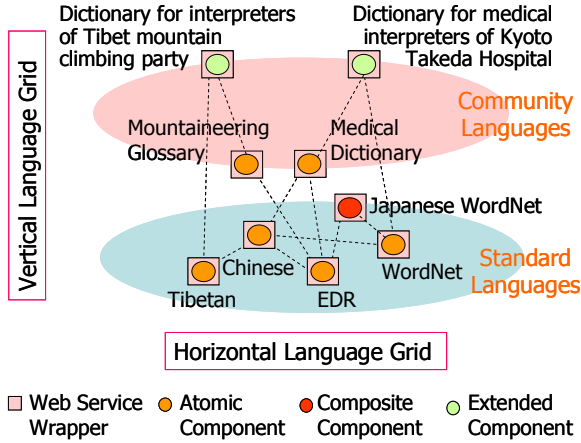 Dictionary for interpreters
of Tibet mountain
climbing party
Dictionary for medical
interpreters of Kyoto
Takeda Hospital
Vertical Language Grid
Community
Languages
Mountaineering
Glossary
Medical
Dictionary
Japanese WordNet
Chinese
WordNet
Tibetan
EDR
Standard
Languages
Horizontal Language Grid
Web Service
Wrapper
Atomic
Component
Composite
Component
Extended
Component